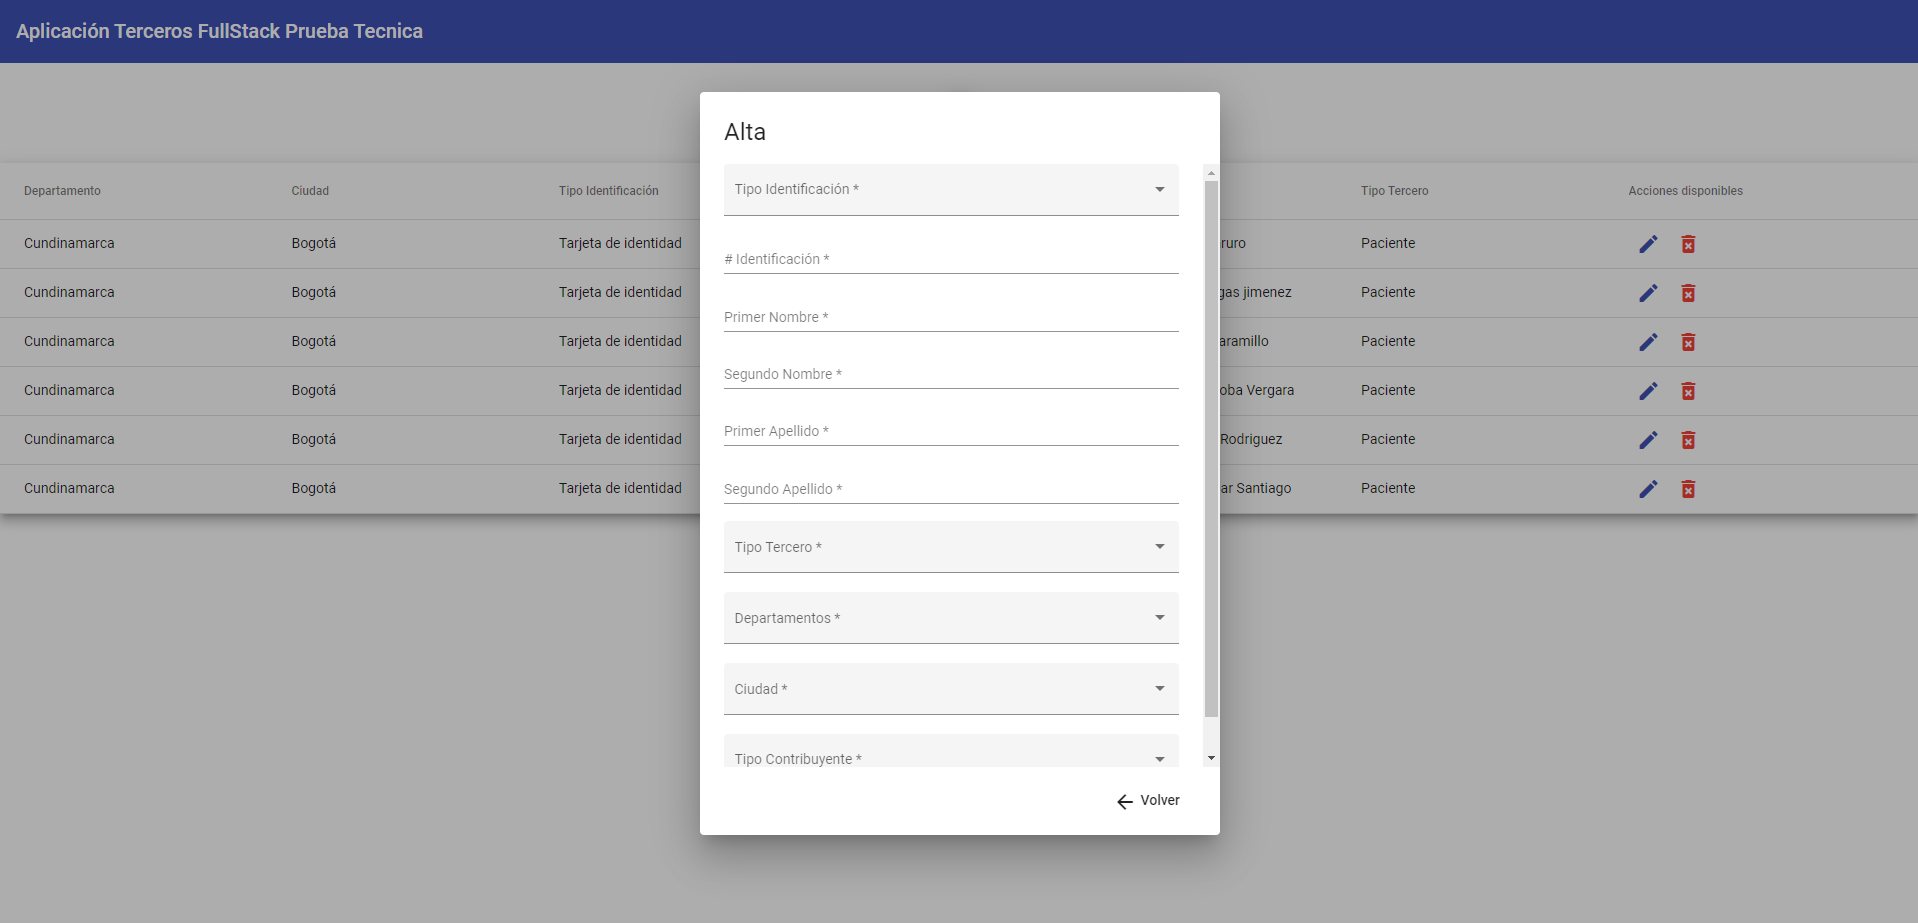 Aplicación Terceros FullStack Prueba Tecnica
Alta
Tipo Identificación *
# Identificación *
Primer Nombre *
Segundo Nombre *
Primer Apellido *
Segundo Apellido *
Tipo Tercero *
Departamentos *
Ciudad *
Tipo Contribuyente *
Volver
Departamento Ciudad Tipo Identificación Tipo Tercero Acciones disponibles
Cundinamarca Bogotá Tarjeta de identidad ruro Paciente
Cundinamarca Bogotá Tarjeta de identidad gas jimenez Paciente
Cundinamarca Bogotá Tarjeta de identidad aramillo Paciente
Cundinamarca Bogotá Tarjeta de identidad oba Vergara Paciente
Cundinamarca Bogotá Tarjeta de identidad Rodriguez Paciente
Cundinamarca Bogotá Tarjeta de identidad ar Santiago Paciente